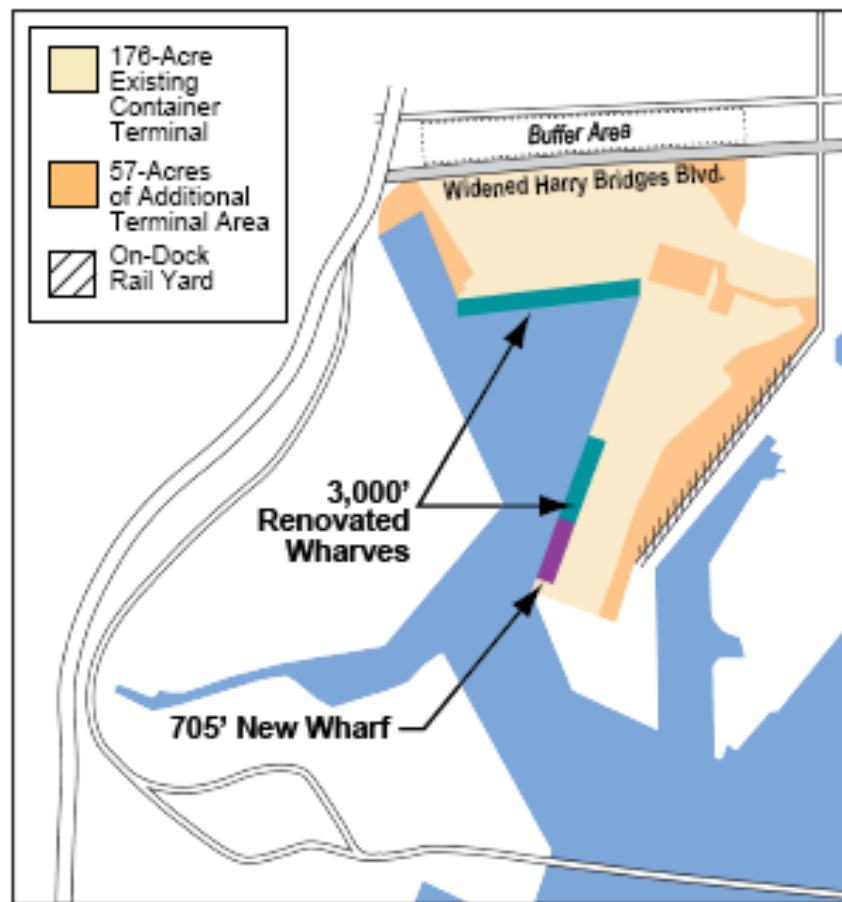 176-Acre
Existing
Container
Terminal
57-Acres
of Additional
Terminal Area
On-Dock
Rail Yard
Buffer Area
Widened Harry Bridges Blvd.
3,000’
Renovated
Wharves
705’ New Wharf